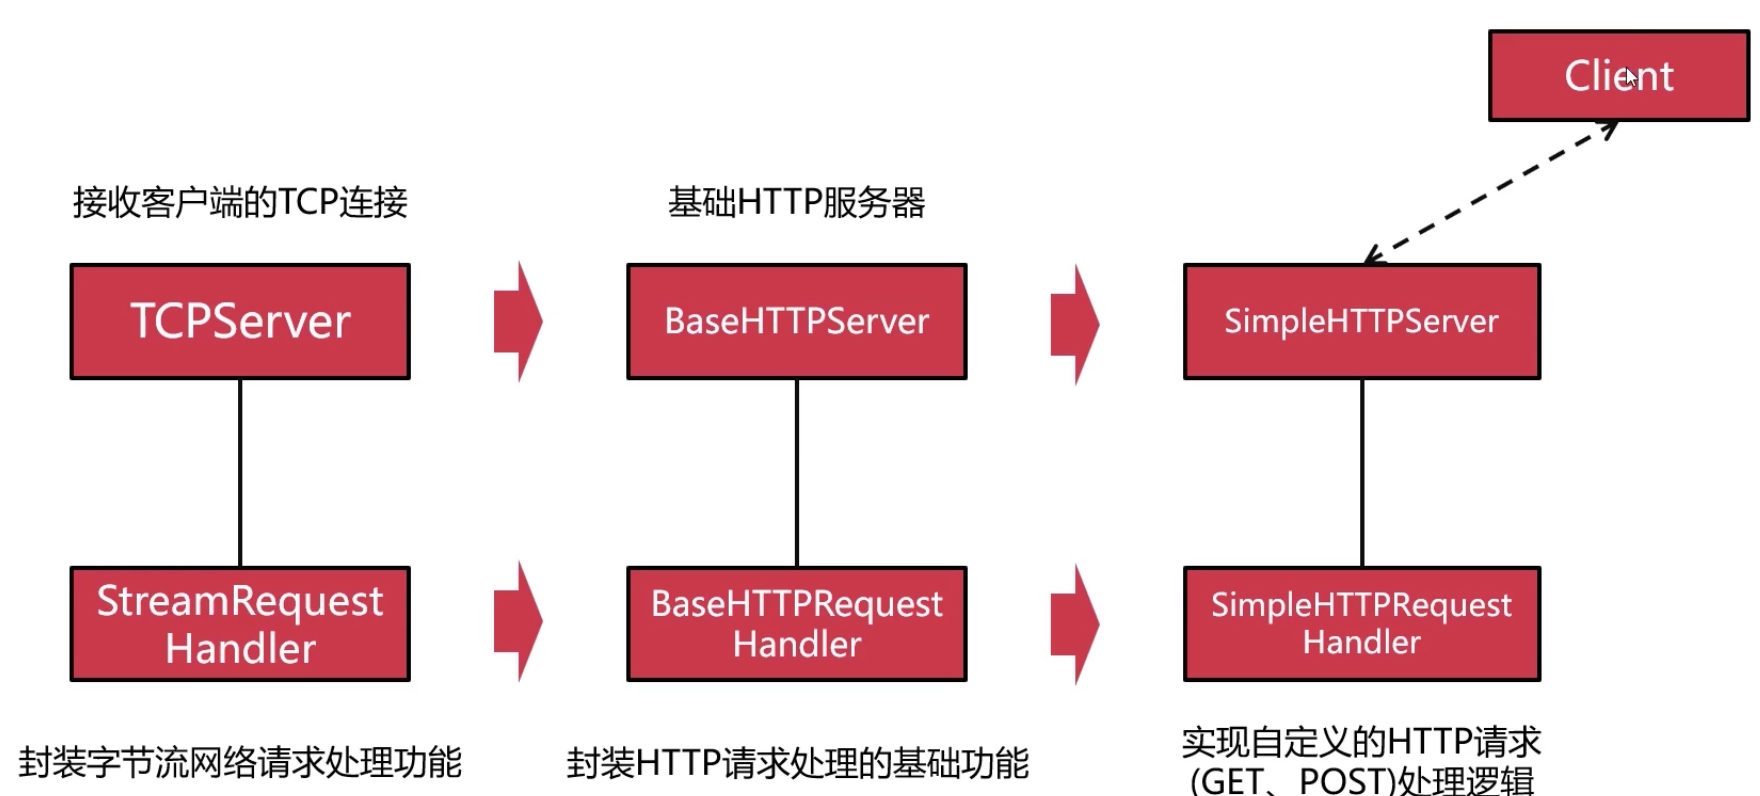 Client
接收客户端的TCP连接
基础HTTP服务器
TCPServer
BaseHTTPServer
SimpleHTTPServer
StreamRequest
Handler
BaseHTTPRequest
Handler
SimpleHTTPRequest
Handler
封装字节流网络请求处理功能
封装HTTP请求处理的基础功能
实现自定义的HTTP请求
(GET、POST)处理逻辑